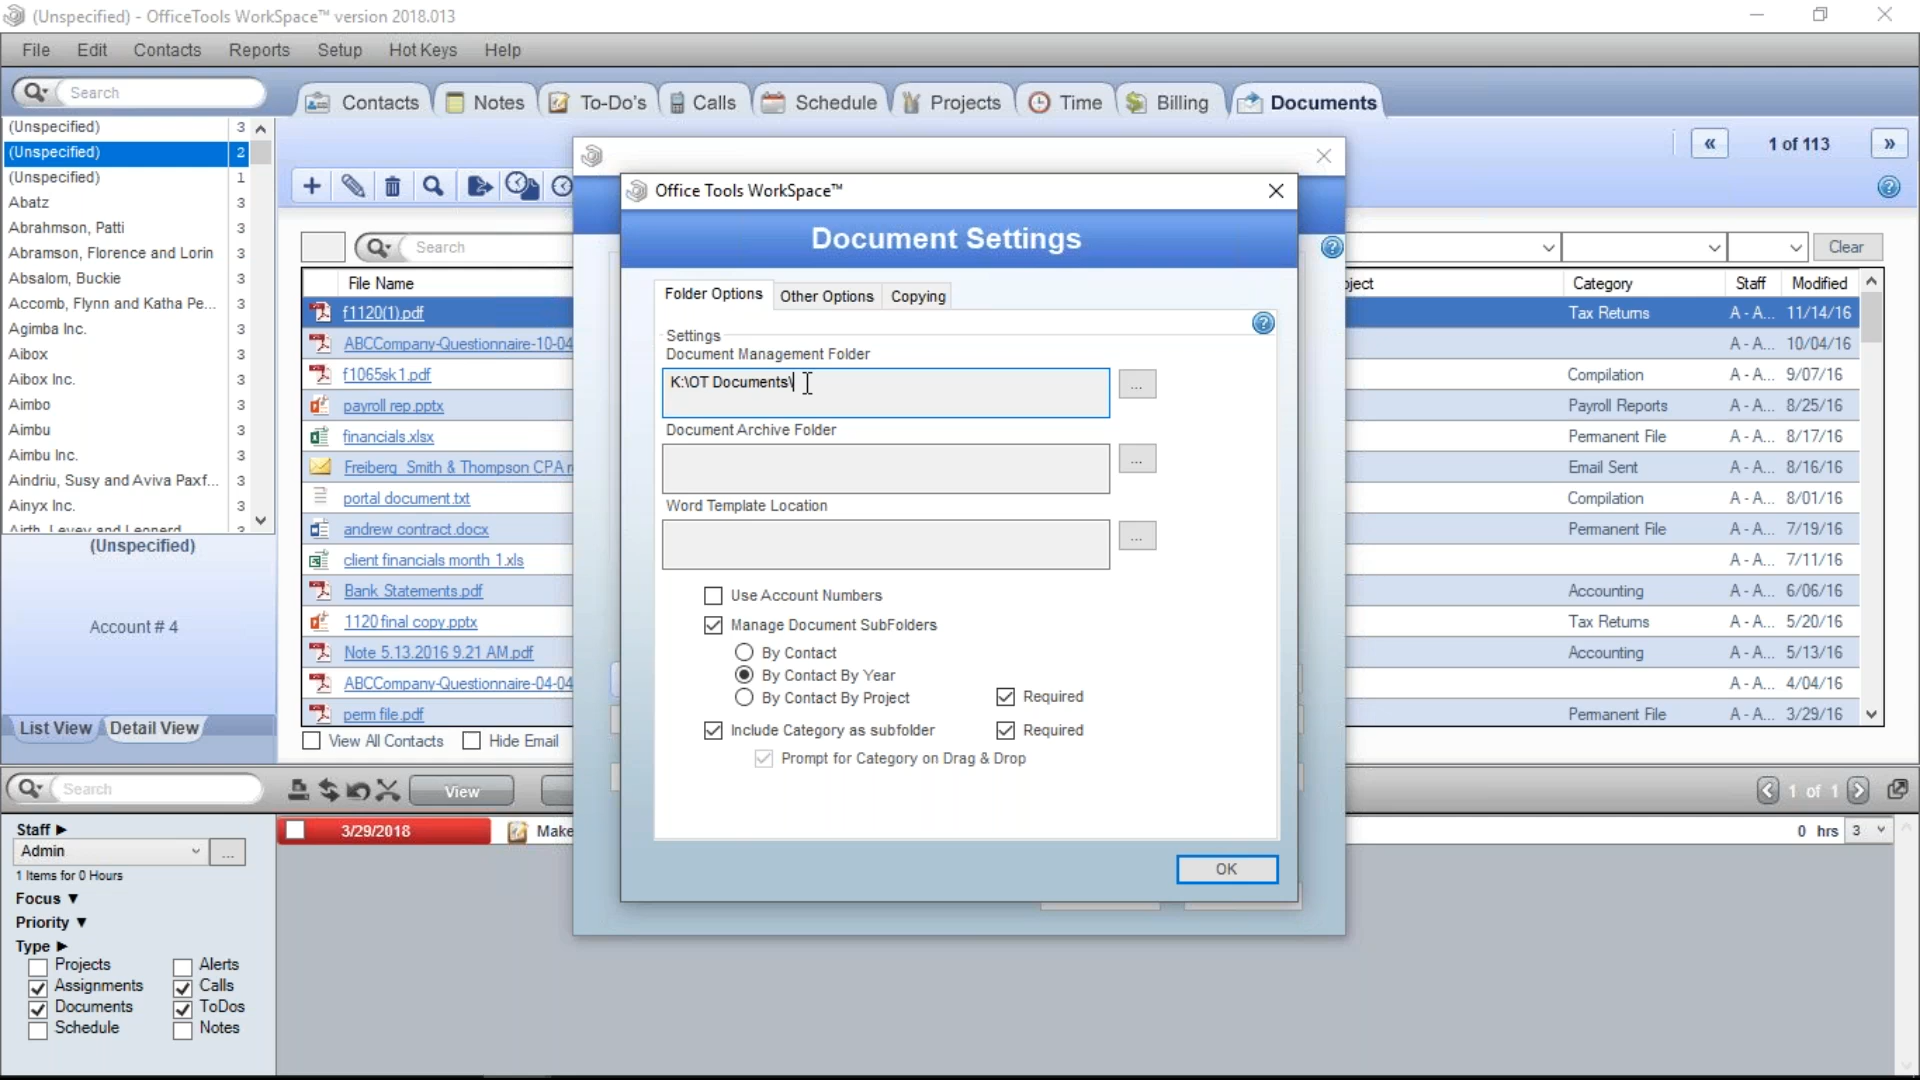 (Unspecified) - OfficeTools WorkSpace™ version 2018.013
File Edit Contacts Reports Setup Hot Keys Help
Search
Contacts Notes To-Do's Calls Schedule Projects Time Billing Documents
(Unspecified) 3
(Unspecified) 2
(Unspecified) 1
Abatz 3
Abrahmson, Patti 3
Abramson, Florence and Lorin 3
Absalom, Buckie 3
Accomb, Flynn and Katha Pe... 3
Agimba Inc. 3
Aibox 3
Aibox Inc. 3
Aimbo 3
Aimbu 3
Aimbu Inc. 3
Aindriu, Susy and Aviva Paxf... 3
Ainyx Inc. 3
Airth, Levey and Leonerd
(Unspecified)
Account # 4
List View Detail View
« 1 of 113 »
Search
Clear
File Name
Category Staff Modified
f1120(1).pdf Tax Returns A - A... 11/14/16
ABCCompany-Questionnaire-10-04 A - A... 10/04/16
f1065sk1.pdf Compilation A - A... 9/07/16
payroll rep.pptx Payroll Reports A - A... 8/25/16
financials.xlsx Permanent File A - A... 8/17/16
Freiberg Smith & Thompson CPA r Email Sent A - A... 8/16/16
portal document.txt Compilation A - A... 8/01/16
andrew contract.docx Permanent File A - A... 7/19/16
client financials month 1.xls A - A... 7/11/16
Bank Statements.pdf Accounting A - A... 6/06/16
1120 final copy.pptx Tax Returns A - A... 5/20/16
Note 5.13.2016 9.21 AM.pdf Accounting A - A... 5/13/16
ABCCompany-Questionnaire-04-04 A - A... 4/04/16
perm file.pdf Permanent File A - A... 3/29/16
View All Contacts Hide Email
Office Tools WorkSpace™
Document Settings
Folder Options Other Options Copying
Settings
Document Management Folder
K:\OT Documents\
...
Document Archive Folder
...
Word Template Location
...
Use Account Numbers
Manage Document SubFolders
By Contact
By Contact By Year
By Contact By Project Required
Include Category as subfolder Required
Prompt for Category on Drag & Drop
OK
Search
View
1 of 1
Staff
Admin ...
1 Items for 0 Hours
Focus
Priority
Type
Projects Alerts
Assignments Calls
Documents ToDos
Schedule Notes
3/29/2018 Make 0 hrs 3